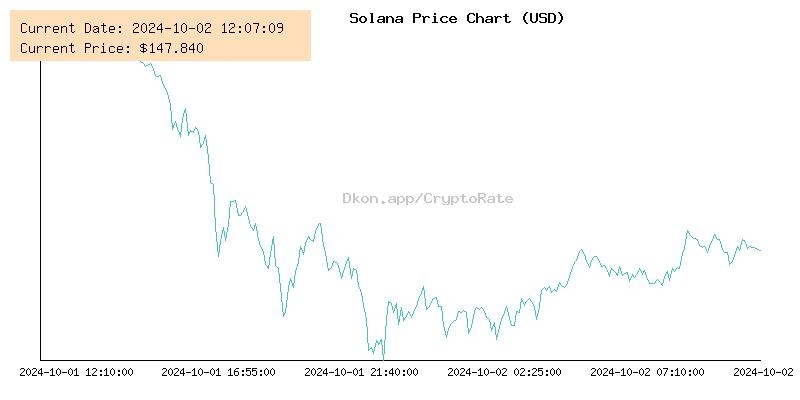 Solana Price Chart (USD)
Current Date: 2024-10-02 12:07:09
Current Price: $147.840
Dkon.app/CryptoRate
2024-10-01 12:10:00 2024-10-01 16:55:00 2024-10-01 21:40:00 2024-10-02 02:25:00 2024-10-02 07:10:00 2024-10-02